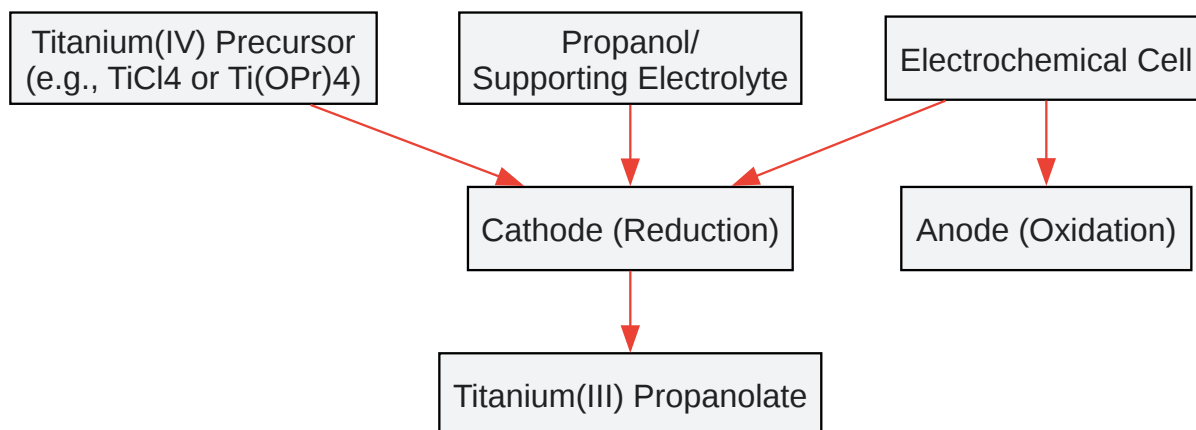 Titanium(IV) Precursor
(e.g., TiCl4 or Ti(OPr)4)
Propanol/
Supporting Electrolyte
Electrochemical Cell
Cathode (Reduction)
Anode (Oxidation)
Titanium(III) Propanolate